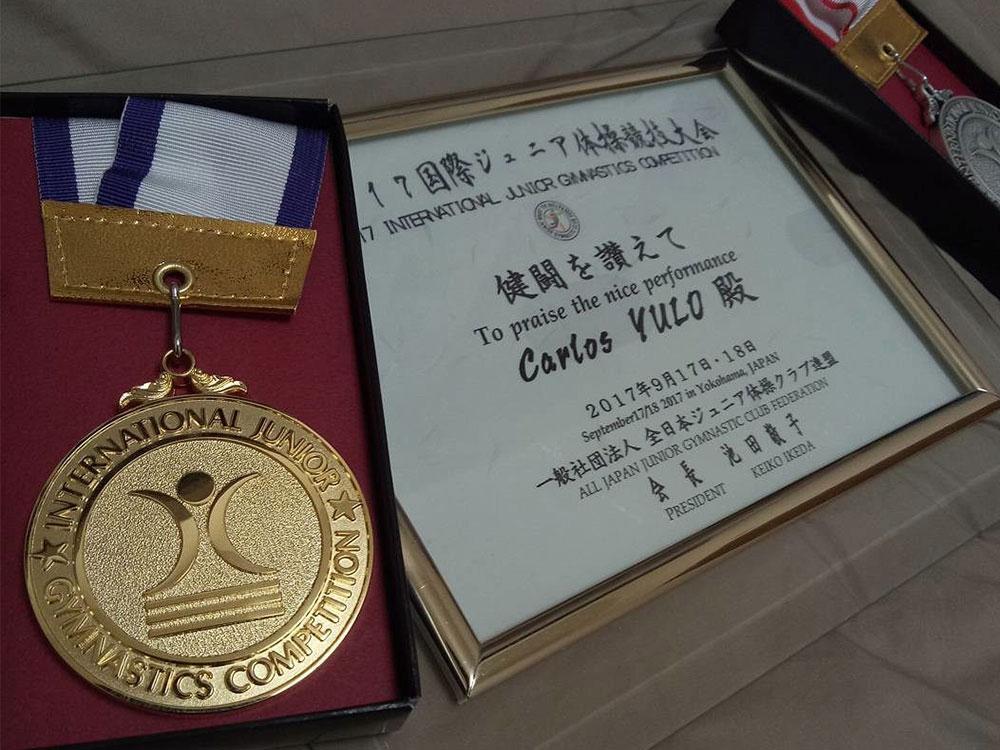 INTERNATIONAL JUNIOR
GYMNASTICS COMPETITION
17国際ジュニア体操競技大会
17 INTERNATIONAL JUNIOR GYMNASTICS COMPETITION
健闘を讃えて
To praise the nice performance
Carlos YULO 殿
2017年9月17日・18日
September17/18 2017 in Yokohama, JAPAN
一般社団法人 全日本ジュニア体操クラブ連盟
ALL JAPAN JUNIOR GYMNASTIC CLUB FEDERATION
会長 池田敬子
PRESIDENT KEIKO IKEDA